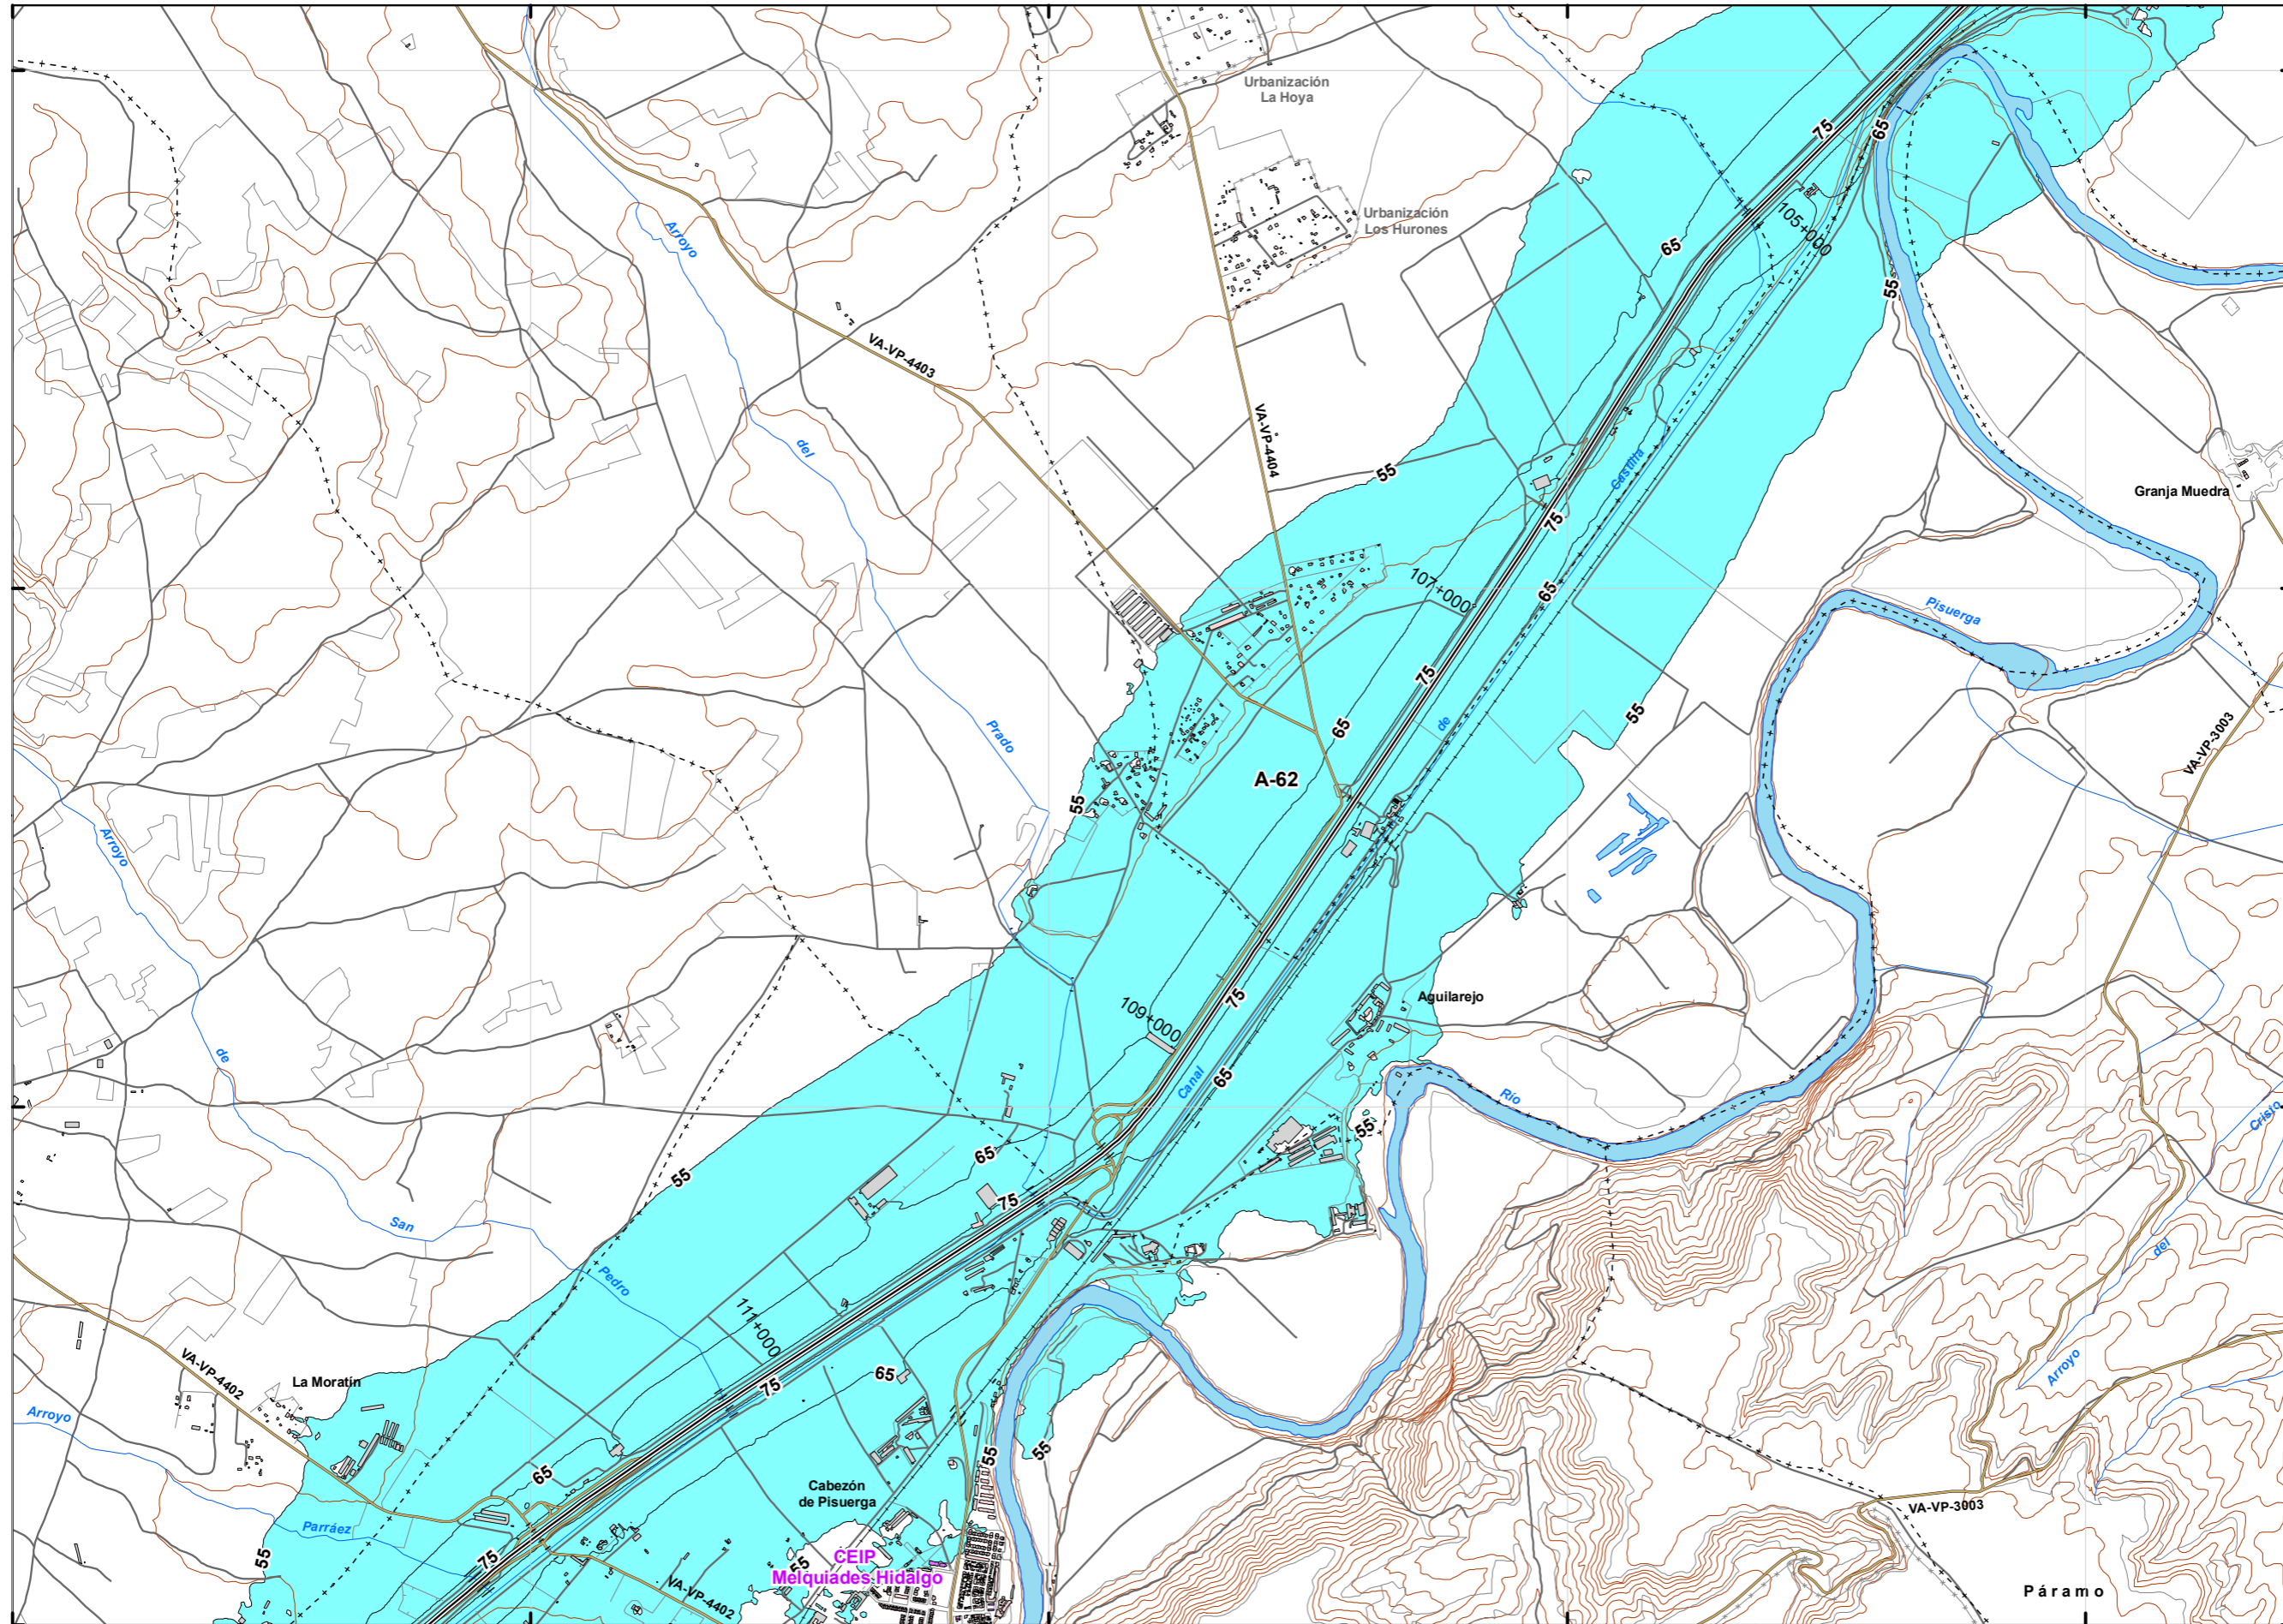 Urbanización
La Hoya
75
65
Urbanización
Los Hurones
Arroyo
65
105+000
55
VA-VP-4403
VA-VP-4404
del
55
Castilla
Granja Muedra
75
107+000
65
Pisuerga
75
55
65
de
Prado
VA-VP-3003
A-62
55
Arroyo
75
Aguilarejo
109+000
de
Canal
65
Río
Cristo
55
65
55
75
San
del
Pedro
111+000
VA-VP-4402
La Moratín
65
75
Arroyo
Arroyo
55
55
65
Cabezón
de Pisuerga
VA-VP-3003
Parráez
75
55
55
CEIP
Melquiades Hidalgo
VA-VP-4402
Páramo